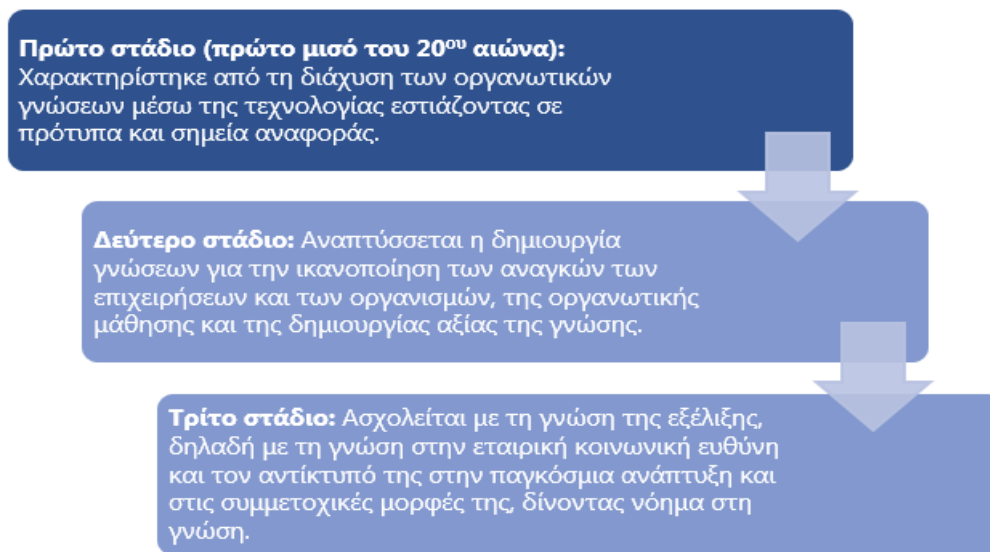 Πρώτο στάδιο (πρώτο μισό του 20ου αιώνα):
Χαρακτηρίστηκε από τη διάχυση των οργανωτικών
γνώσεων μέσω της τεχνολογίας εστιάζοντας σε
πρότυπα και σημεία αναφοράς.
Δεύτερο στάδιο: Αναπτύσσεται η δημιουργία
γνώσεων για την ικανοποίηση των αναγκών των
επιχειρήσεων και των οργανισμών, της οργανωτικής
μάθησης και της δημιουργίας αξίας της γνώσης.
Τρίτο στάδιο: Ασχολείται με τη γνώση της εξέλιξης,
δηλαδή με τη γνώση στην εταιρική κοινωνική ευθύνη
και τον αντίκτυπό της στην παγκόσμια ανάπτυξη και
στις συμμετοχικές μορφές της, δίνοντας νόημα στη
γνώση.